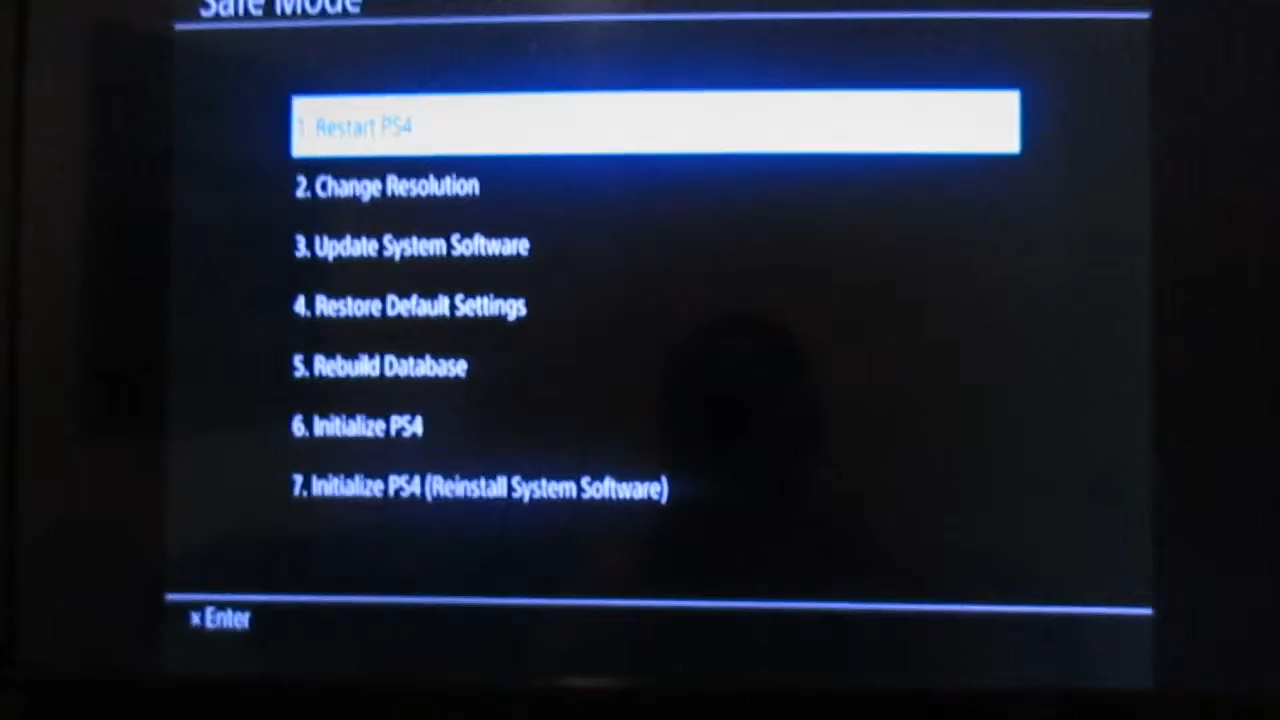 Safe Mode
1. Restart PS4
2. Change Resolution
3. Update System Software
4. Restore Default Settings
5. Rebuild Database
6. Initialize PS4
7. Initialize PS4 (Reinstall System Software)
x Enter